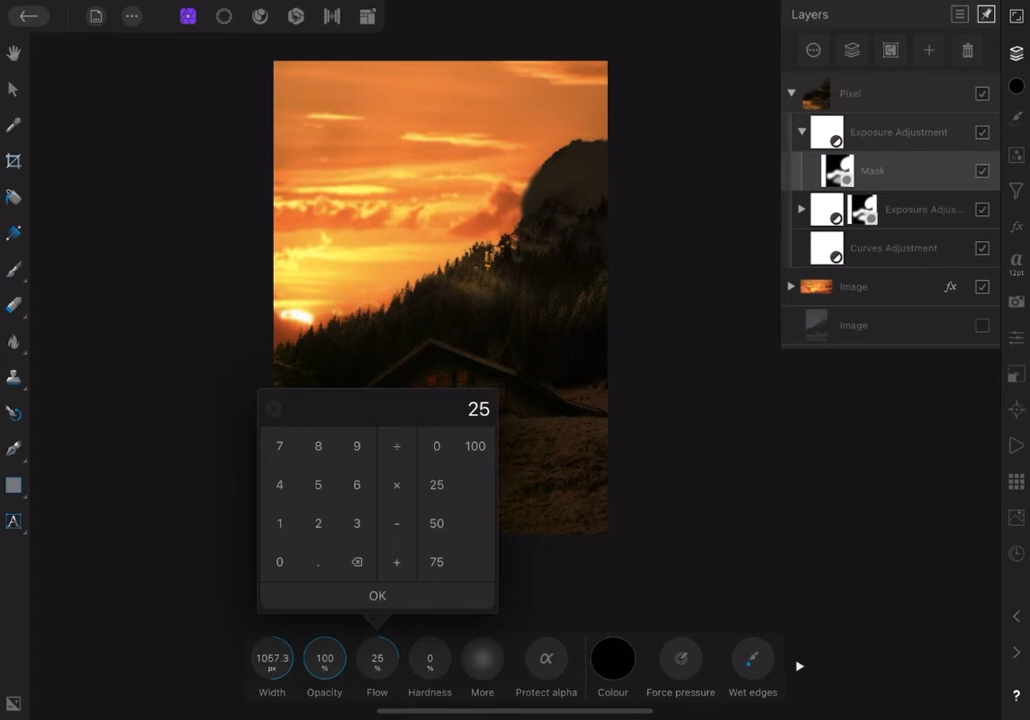 Layers
Pixel
Exposure Adjustment
Mask
Exposure Adjus...
Curves Adjustment
Image fx
Image
fx
a
12pt
A
25
7 8 9 ÷ 0 100
4 5 6 × 25
1 2 3 - 50
0 . + 75
OK
1057.3 px
100 %
25 %
0 %
α
Width Opacity Flow Hardness More Protect alpha Colour Force pressure Wet edges
?